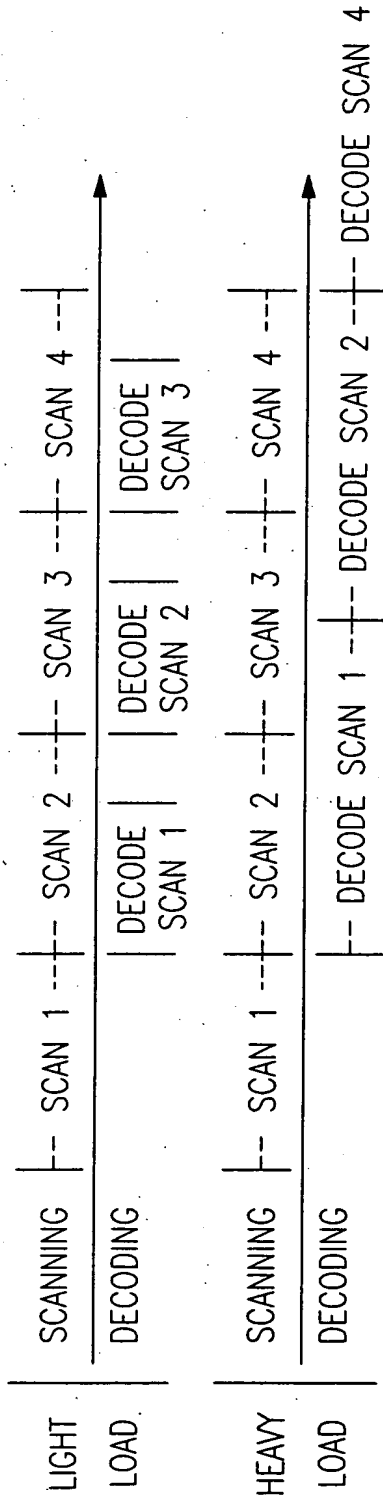 LIGHT
LOAD
SCANNING
DECODING
SCAN 1
SCAN 2
SCAN 3
SCAN 4
DECODE
SCAN 1
DECODE
SCAN 2
DECODE
SCAN 3
HEAVY
LOAD
SCANNING
DECODING
SCAN 1
SCAN 2
SCAN 3
SCAN 4
DECODE SCAN 1
DECODE SCAN 2
DECODE SCAN 4